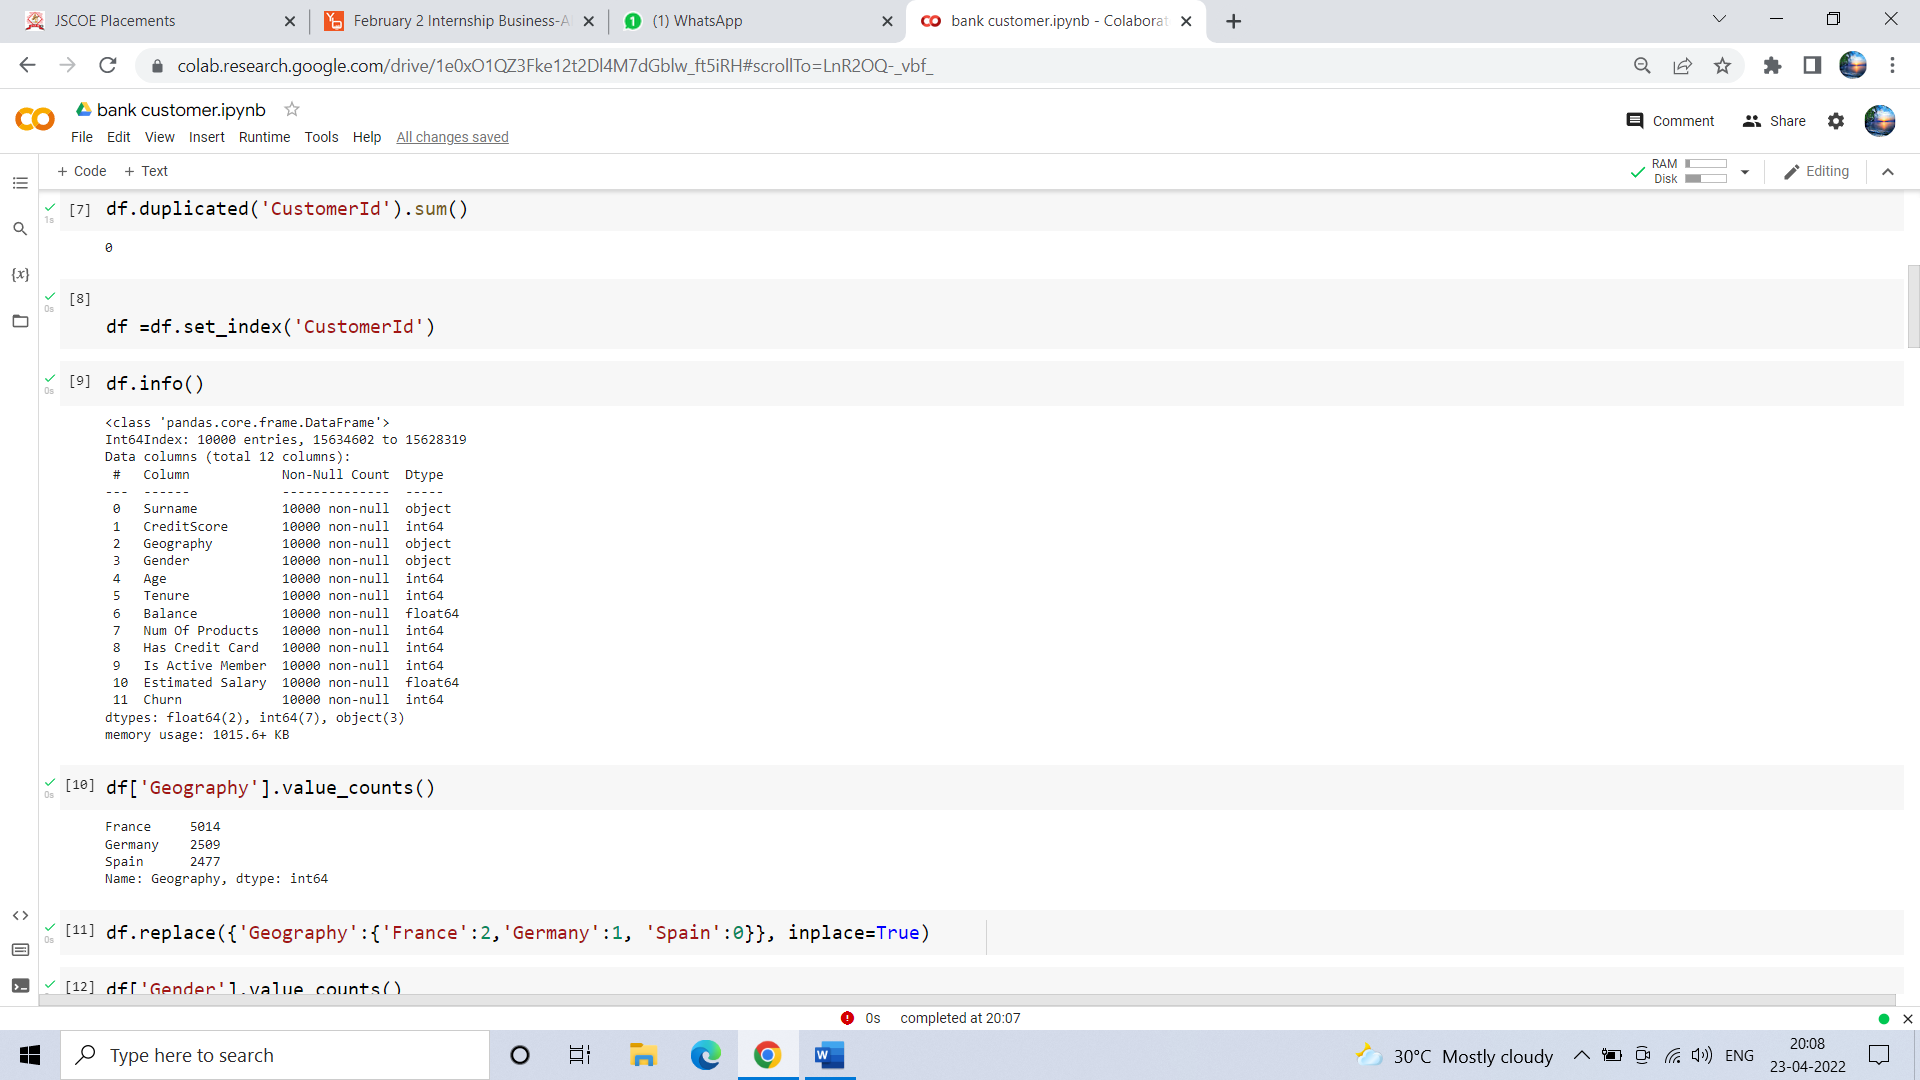 JSCOE Placements
February 2 Internship Business-A
(1) WhatsApp
bank customer.ipynb - Colaborat
colab.research.google.com/drive/1e0xO1QZ3Fke12t2Dl4M7dGblw_ft5iRH#scrollTo=LnR2OQ-_vbf_
bank customer.ipynb
Comment
Share
File Edit View Insert Runtime Tools Help All changes saved
+ Code + Text
RAM
Disk
Editing
[7] df.duplicated('CustomerId').sum()
1s
0
[8]
0s
df =df.set_index('CustomerId')
[9] df.info()
0s
<class 'pandas.core.frame.DataFrame'>
Int64Index: 10000 entries, 15634602 to 15628319
Data columns (total 12 columns):
# Column Non-Null Count Dtype
--- ------ -------------- -----
0 Surname 10000 non-null object
1 CreditScore 10000 non-null int64
2 Geography 10000 non-null object
3 Gender 10000 non-null object
4 Age 10000 non-null int64
5 Tenure 10000 non-null int64
6 Balance 10000 non-null float64
7 Num Of Products 10000 non-null int64
8 Has Credit Card 10000 non-null int64
9 Is Active Member 10000 non-null int64
10 Estimated Salary 10000 non-null float64
11 Churn 10000 non-null int64
dtypes: float64(2), int64(7), object(3)
memory usage: 1015.6+ KB
[10] df['Geography'].value_counts()
0s
France 5014
Germany 2509
Spain 2477
Name: Geography, dtype: int64
[11] df.replace({'Geography':{'France':2,'Germany':1, 'Spain':0}}, inplace=True)
0s
[12] df['Gender'].value_counts()
0s completed at 20:07
Type here to search
30°C Mostly cloudy
ENG
20:08
23-04-2022